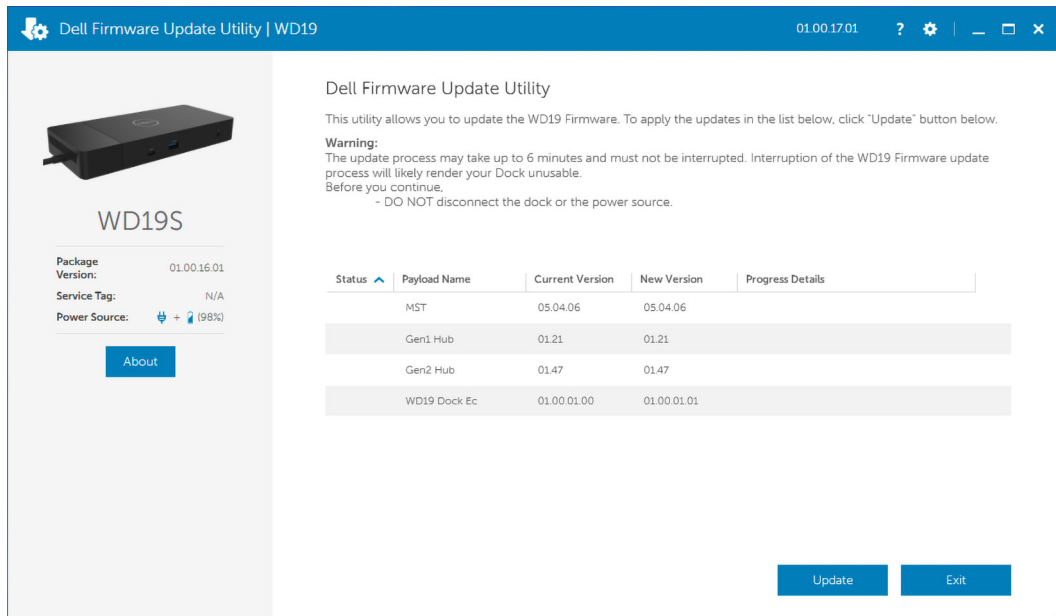 Dell Firmware Update Utility | WD19
01.00.17.01
?
WD19S
Package
Version:
01.00.16.01
Service Tag: N/A
Power Source: + (98%)
About
Dell Firmware Update Utility
This utility allows you to update the WD19 Firmware. To apply the updates in the list below, click "Update" button below.
Warning:
The update process may take up to 6 minutes and must not be interrupted. Interruption of the WD19 Firmware update
process will likely render your Dock unusable.
Before you continue,
- DO NOT disconnect the dock or the power source.
Status Payload Name Current Version New Version Progress Details
MST 05.04.06 05.04.06
Gen1 Hub 01.21 01.21
Gen2 Hub 01.47 01.47
WD19 Dock Ec 01.00.01.00 01.00.01.01
Update Exit